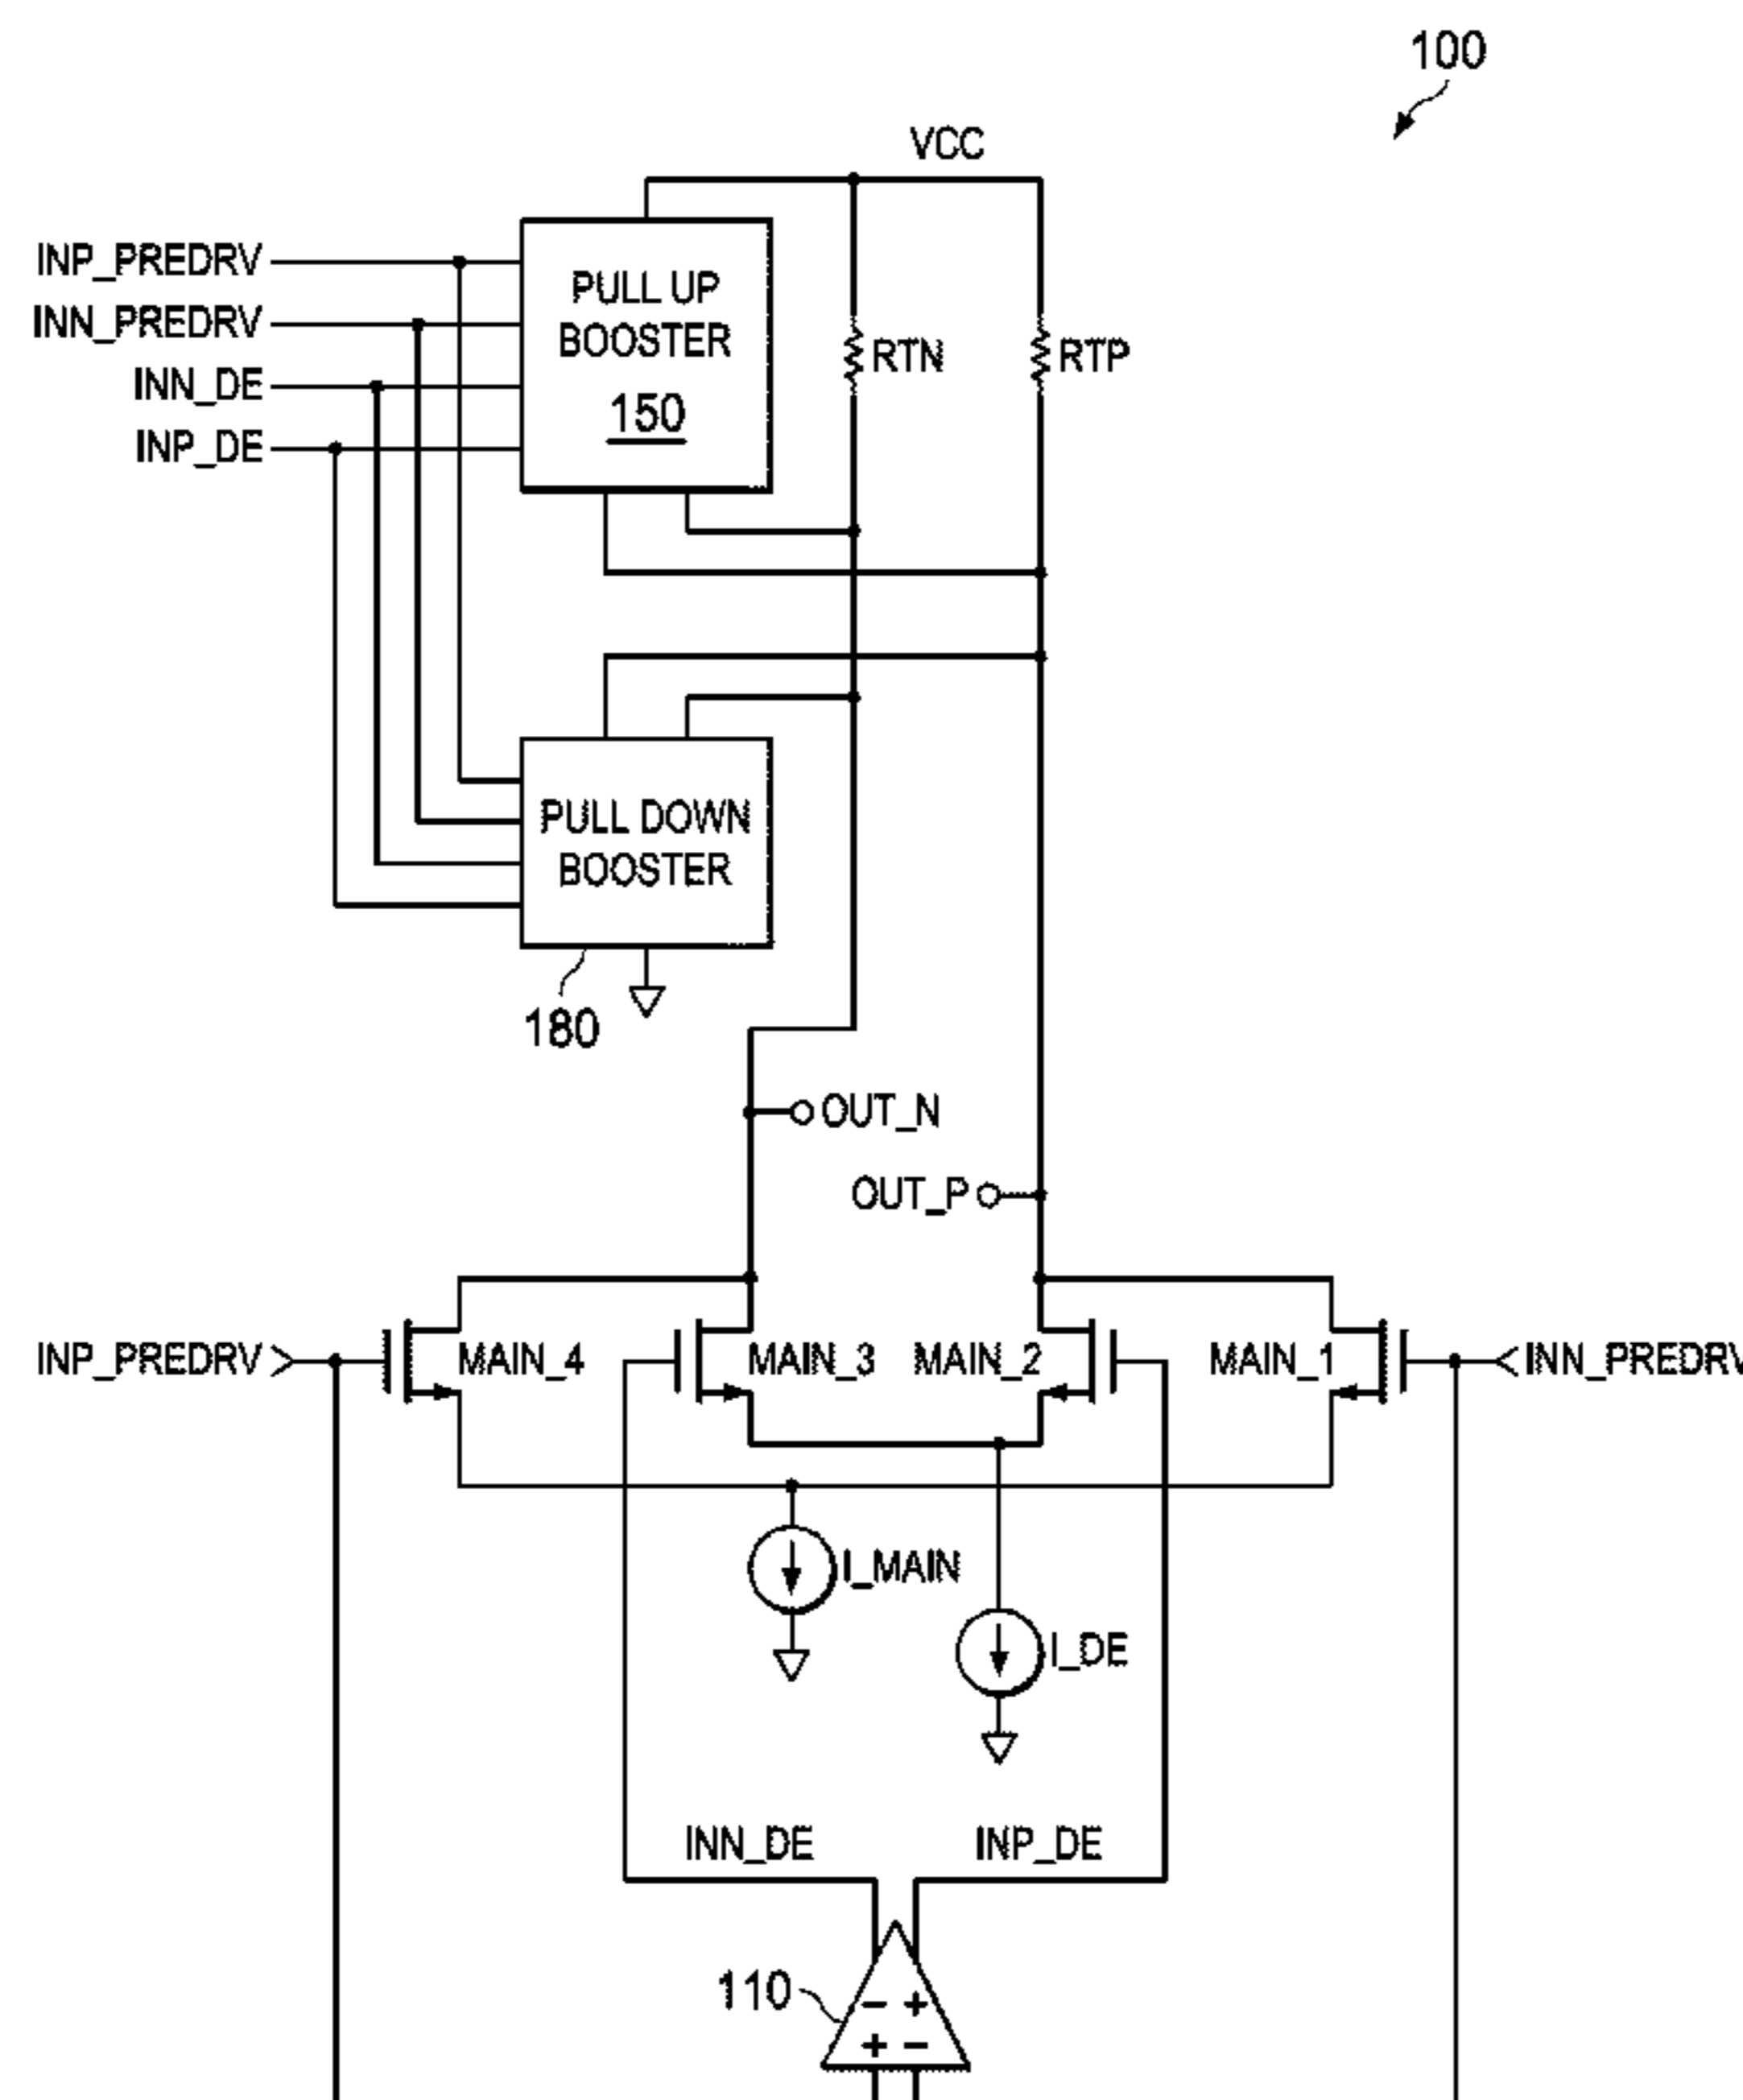 100
VCC
INP_PREDRV
INN_PREDRV
INN_DE
INP_DE
PULL UP
BOOSTER
150
RTN
RTP
PULL DOWN
BOOSTER
180
OUT_N
OUT_P
INP_PREDRV
MAIN_4
MAIN_3
MAIN_2
MAIN_1
INN_PREDRV
I_MAIN
I_DE
INN_DE
INP_DE
110
- +
+ -